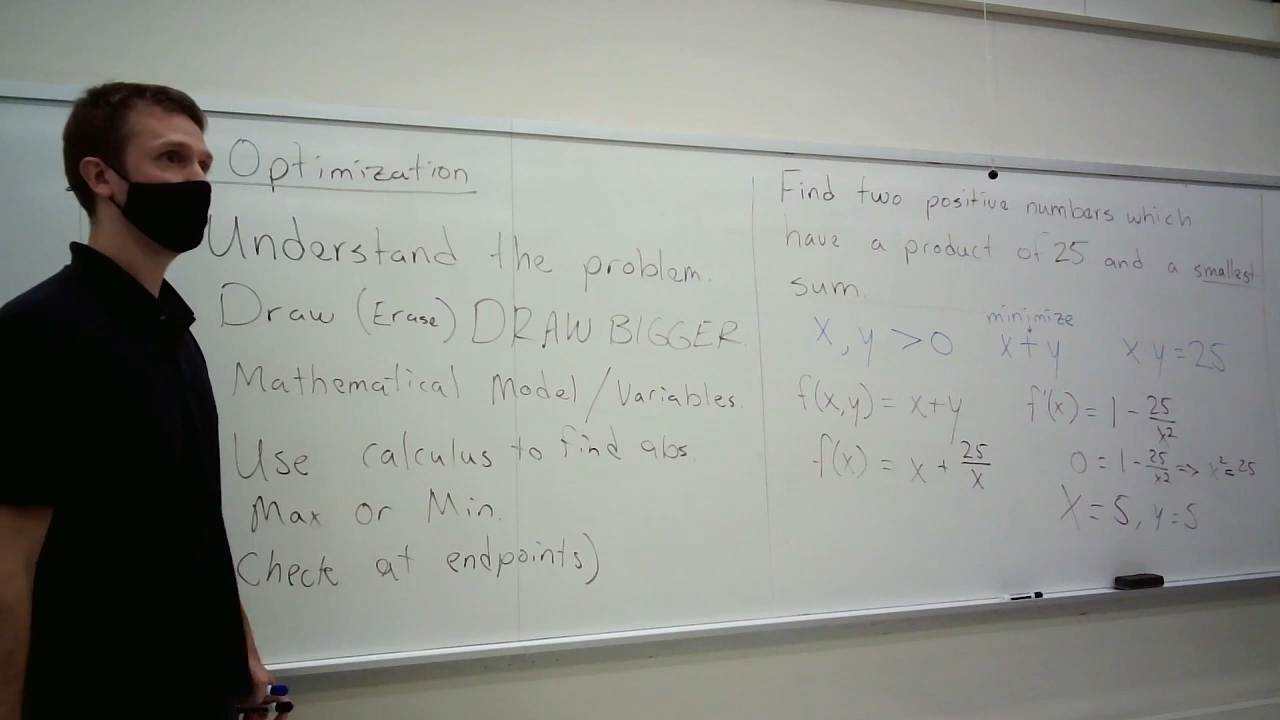 Optimization
Understand the problem.
Draw (Erase) DRAW BIGGER
Mathematical Model/Variables.
Use calculus to find abs.
Max or Min.
Check at endpoints)
Find two positive numbers which
have a product of 25 and a smallest
sum.
minimize
x, y > 0 x+y xy=25
f(x,y) = x+y f'(x) = 1 - 25/x²
f(x) = x + 25/x 0 = 1 - 25/x² => x²=25
x=5, y=5